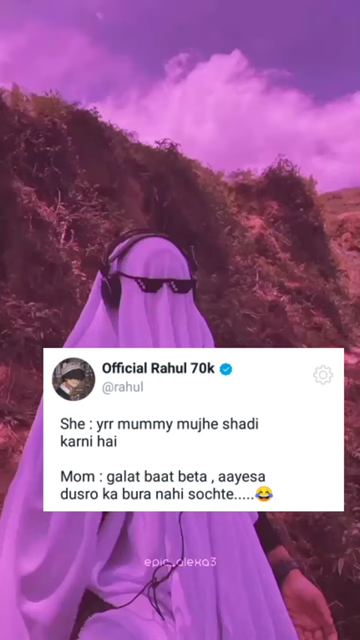 Official Rahul 70k
@rahul
She : yrr mummy mujhe shadi
karni hai
Mom : galat baat beta , aayesa
dusro ka bura nahi sochte.....😂
epic_alexa3